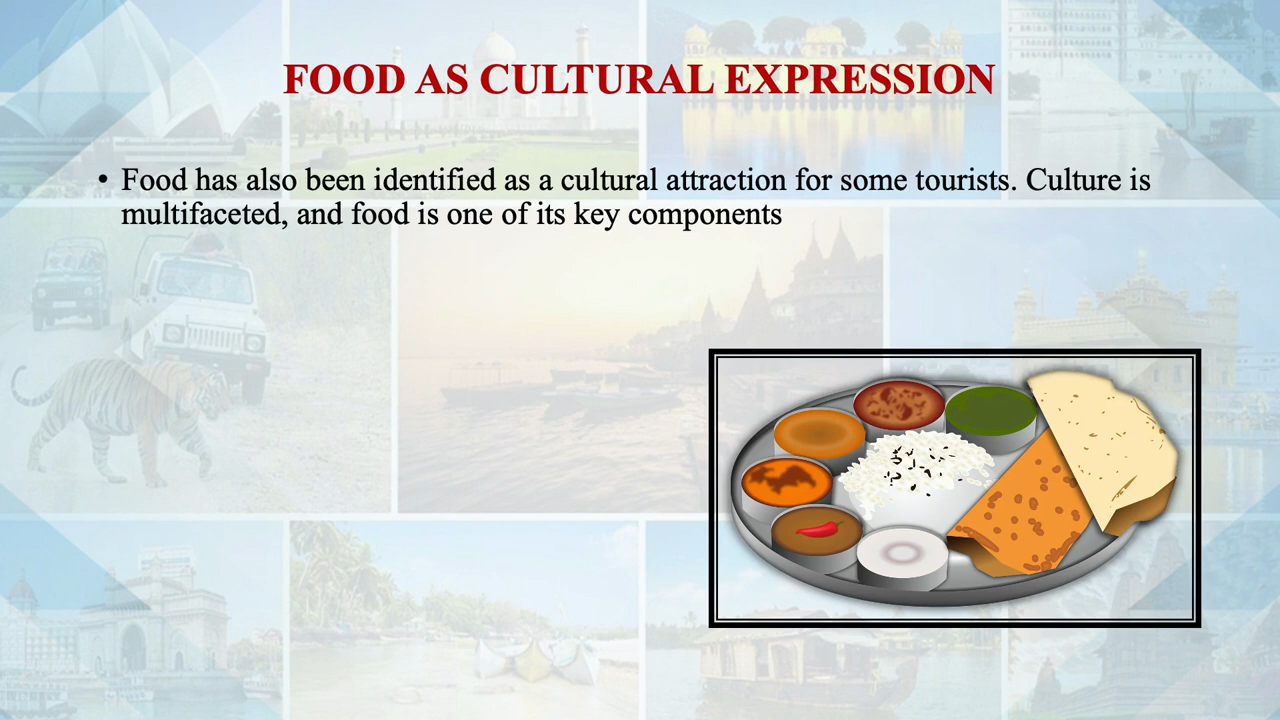 FOOD AS CULTURAL EXPRESSION
• Food has also been identified as a cultural attraction for some tourists. Culture is
multifaceted, and food is one of its key components